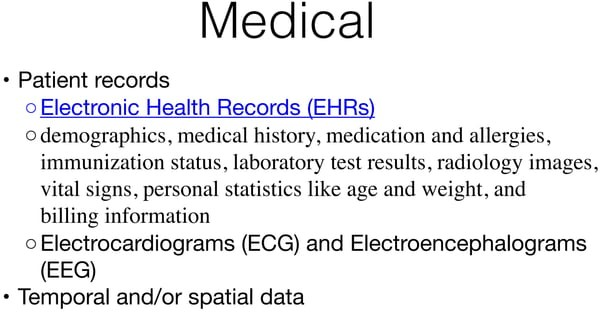 Medical
• Patient records
○ Electronic Health Records (EHRs)
○ demographics, medical history, medication and allergies,
immunization status, laboratory test results, radiology images,
vital signs, personal statistics like age and weight, and
billing information
○ Electrocardiograms (ECG) and Electroencephalograms
(EEG)
• Temporal and/or spatial data